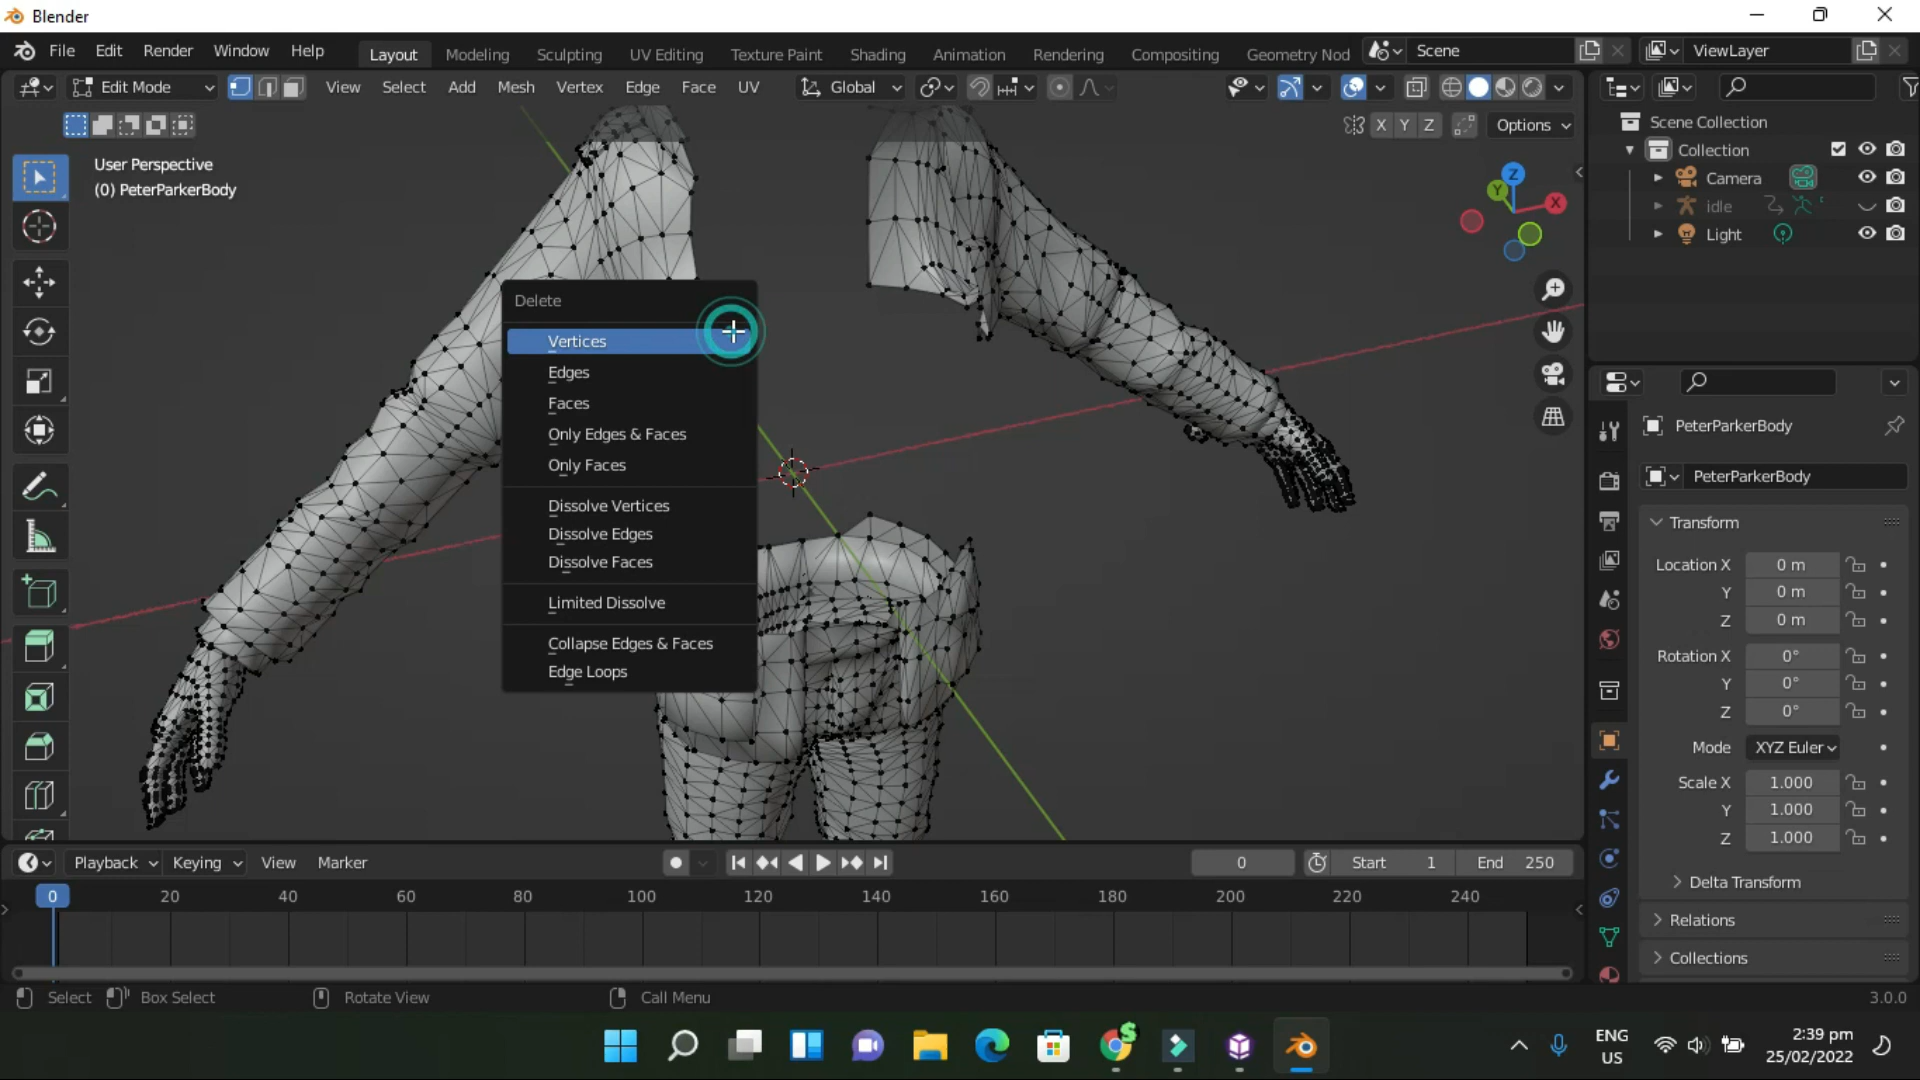 Blender
File Edit Render Window Help Layout Modeling Sculpting UV Editing Texture Paint Shading Animation Rendering Compositing Geometry Nod Scene ViewLayer
Edit Mode View Select Add Mesh Vertex Edge Face UV Global
X Y Z Options
User Perspective
(0) PeterParkerBody
Z
Y
X
Delete
Vertices
Edges
Faces
Only Edges & Faces
Only Faces
Dissolve Vertices
Dissolve Edges
Dissolve Faces
Limited Dissolve
Collapse Edges & Faces
Edge Loops
Scene Collection
Collection
Camera
idle
Light
PeterParkerBody
PeterParkerBody
Transform
Location X 0 m
Y 0 m
Z 0 m
Rotation X 0°
Y 0°
Z 0°
Mode XYZ Euler
Scale X 1.000
Y 1.000
Z 1.000
Delta Transform
Relations
Collections
Playback Keying View Marker 0 Start 1 End 250
0 20 40 60 80 100 120 140 160 180 200 220 240
Select Box Select Rotate View Call Menu 3.0.0
ENG
US
2:39 pm
25/02/2022